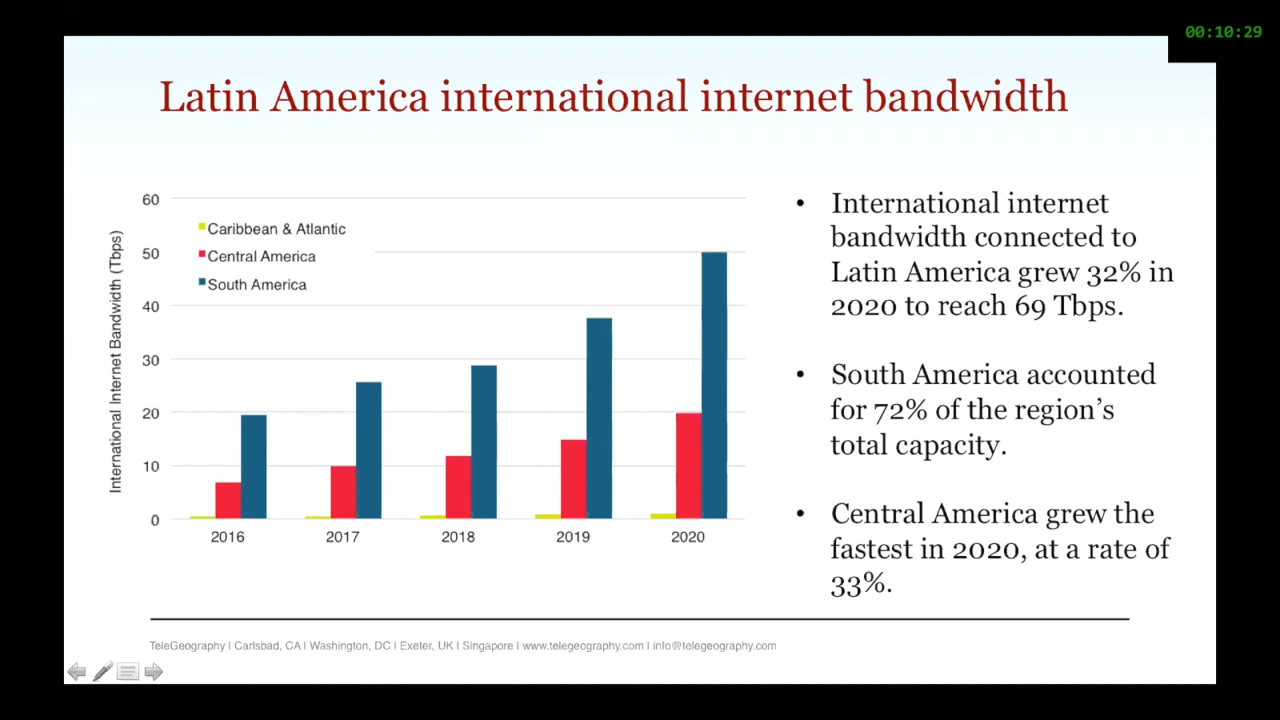 00:10:29
Latin America international internet bandwidth
International Internet Bandwidth (Tbps)
60
50
40
30
20
10
0
Caribbean & Atlantic
Central America
South America
2016 2017 2018 2019 2020
• International internet
bandwidth connected to
Latin America grew 32% in
2020 to reach 69 Tbps.
• South America accounted
for 72% of the region's
total capacity.
• Central America grew the
fastest in 2020, at a rate of
33%.
TeleGeography I Carlsbad, CA I Washington, DC I Exeter, UK I Singapore I www.telegeography.com I info@telegeography.com